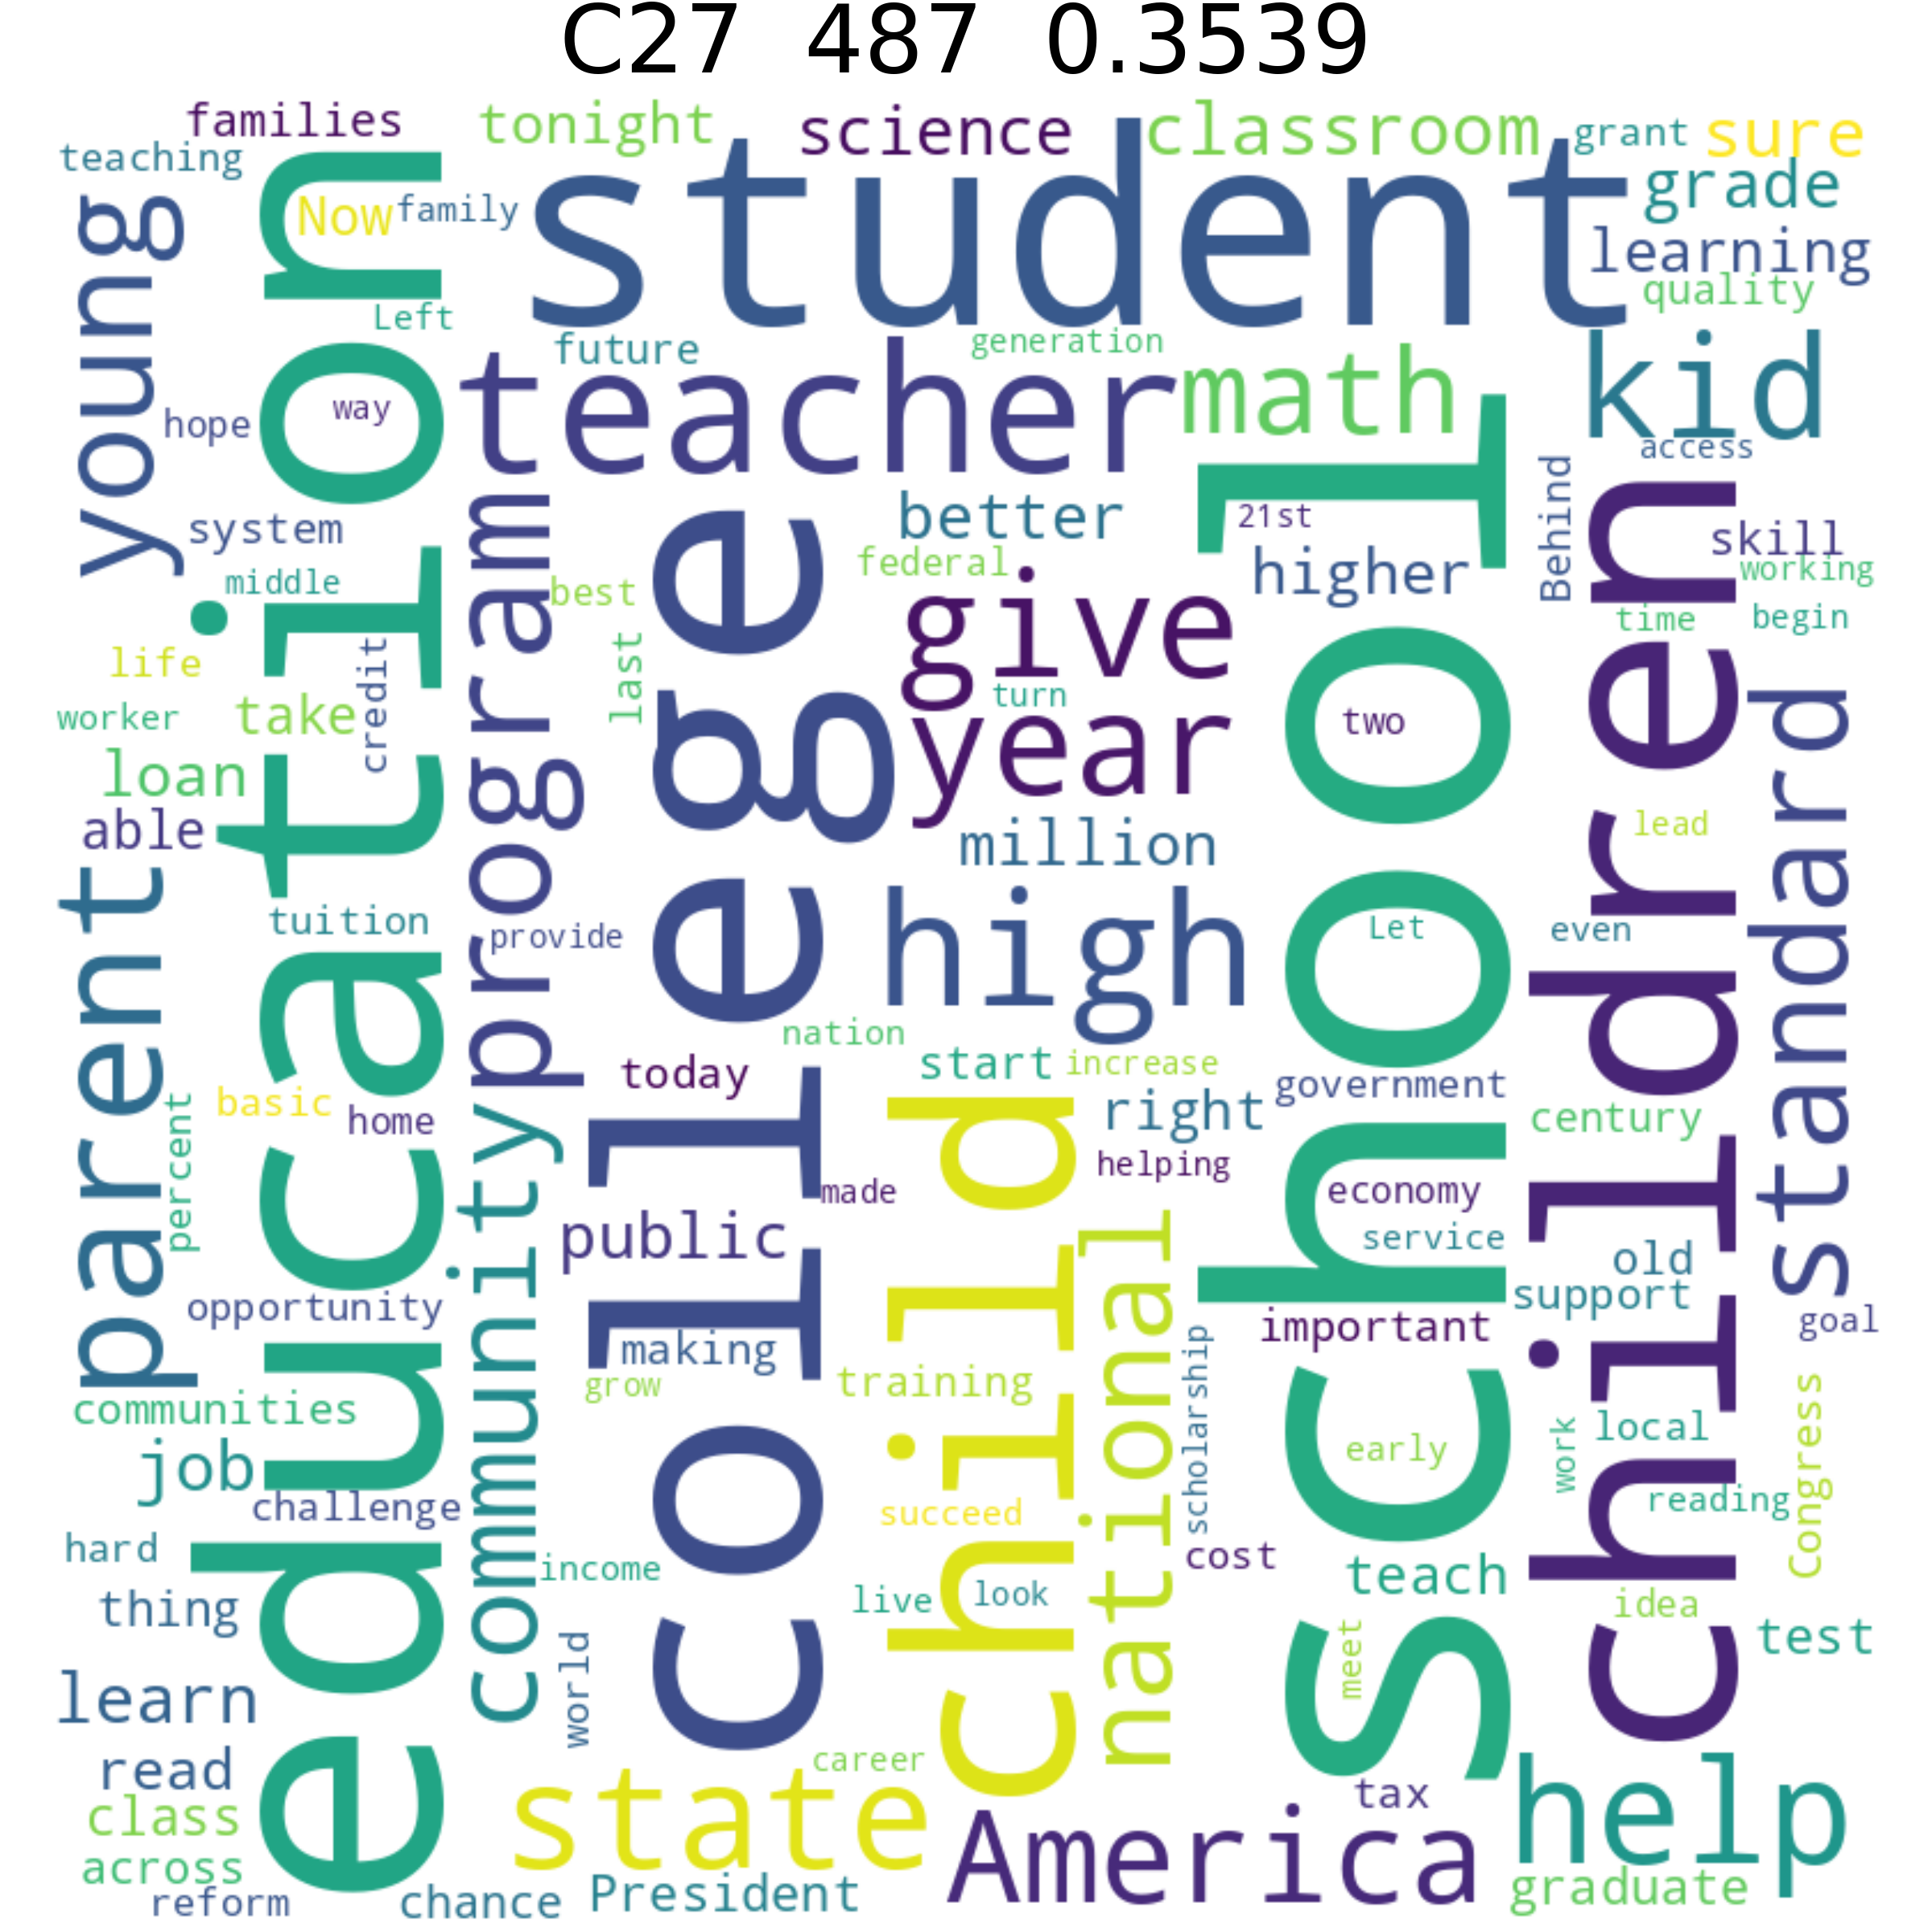 C27 487 0.3539
families
tonight
science
classroom
grant
sure
teaching
grade
young
Now
family
student
learning
quality
Left
future
generation
education
way
hope
teacher
math
kid
access
system
program
better
21st
Behind
skill
middle
best
federal
higher
working
college
give
school
children
time
begin
life
credit
last
turn
two
standard
worker
take
year
loan
able
million
lead
parent
tuition
provide
high
Let
even
nation
today
start
increase
government
percent
basic
home
community
right
century
child
helping
made
economy
public
national
service
old
opportunity
support
important
goal
making
grow
training
scholarship
communities
early
work
local
Congress
job
challenge
succeed
reading
hard
income
cost
teach
thing
live
look
idea
world
meet
test
learn
read
career
state
tax
help
class
America
across
reform
chance
President
graduate